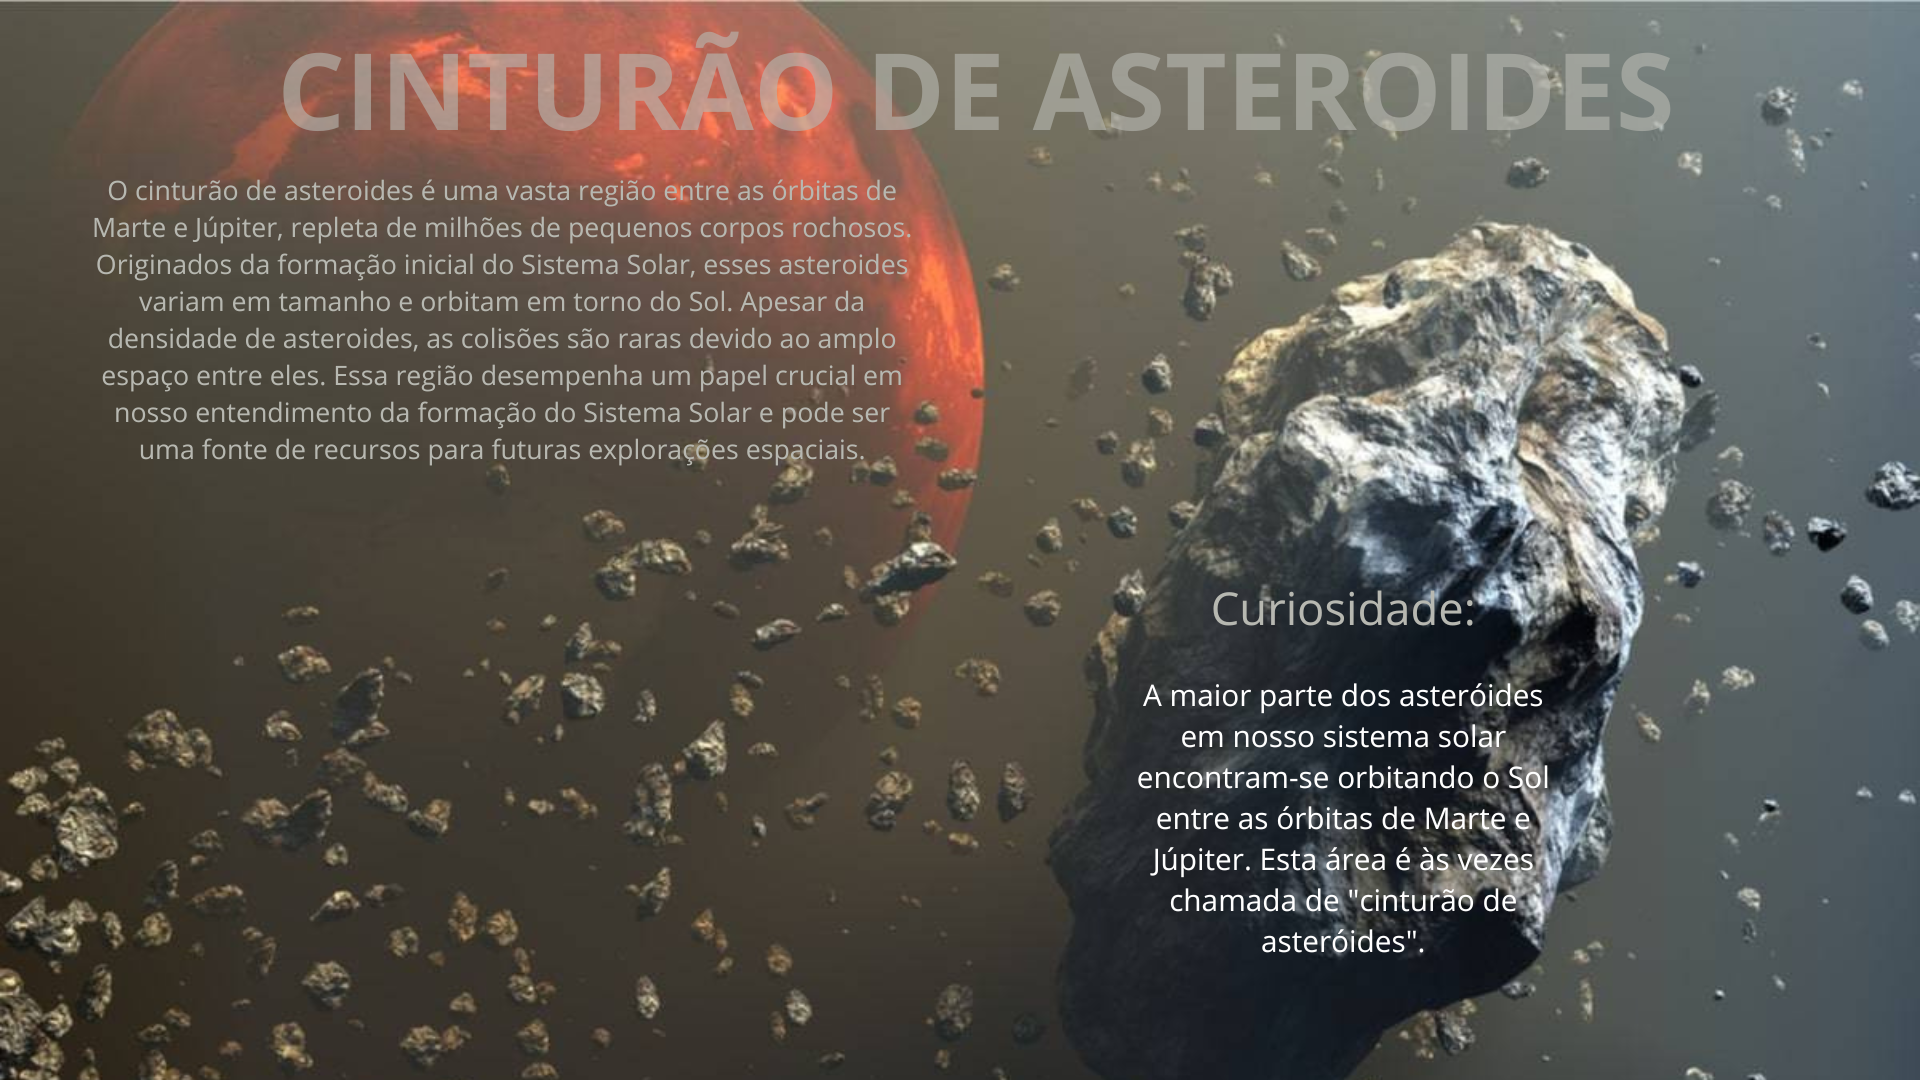 CINTURÃO DE ASTEROIDES
O cinturão de asteroides é uma vasta região entre as órbitas de
Marte e Júpiter, repleta de milhões de pequenos corpos rochosos.
Originados da formação inicial do Sistema Solar, esses asteroides
variam em tamanho e orbitam em torno do Sol. Apesar da
densidade de asteroides, as colisões são raras devido ao amplo
espaço entre eles. Essa região desempenha um papel crucial em
nosso entendimento da formação do Sistema Solar e pode ser
uma fonte de recursos para futuras explorações espaciais.
Curiosidade:
A maior parte dos asteróides
em nosso sistema solar
encontram-se orbitando o Sol
entre as órbitas de Marte e
Júpiter. Esta área é às vezes
chamada de "cinturão de
asteróides".